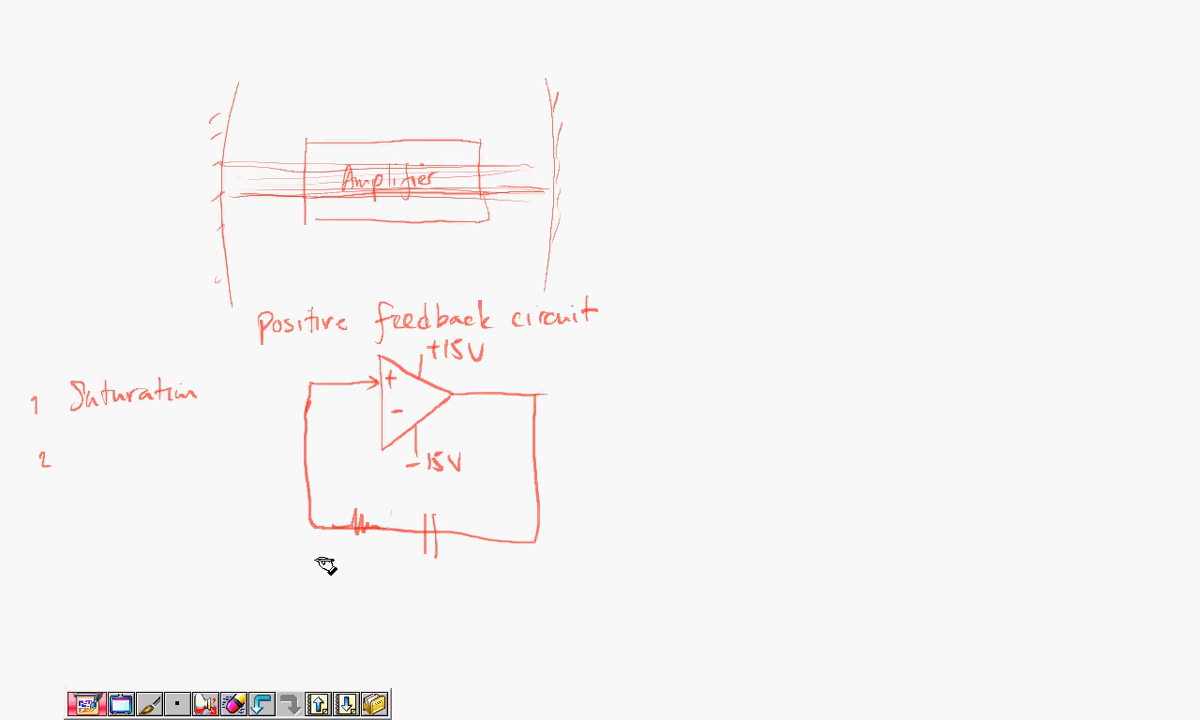 Amplifier
positive feedback circuit
+15V
1 Saturation
+
-
-15V
2